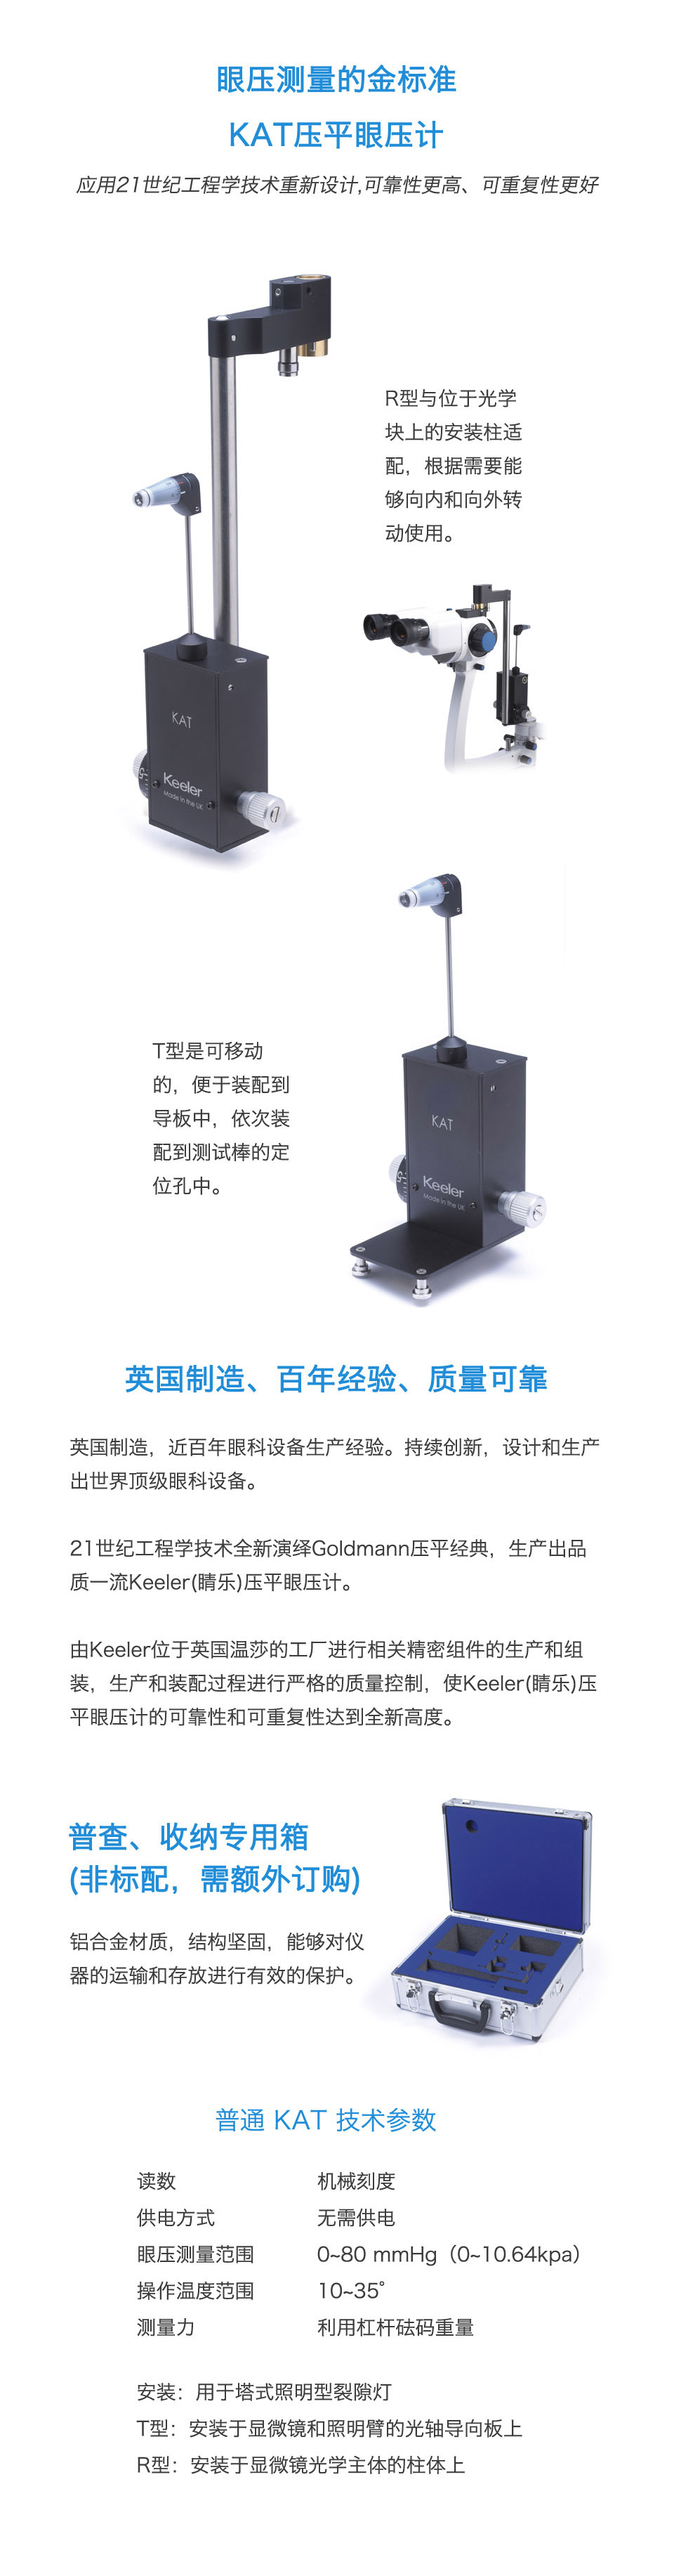 眼压测量的金标准
KAT压平眼压计
应用21世纪工程学技术重新设计,可靠性更高、可重复性更好
R型与位于光学
块上的安装柱适
配，根据需要能
够向内和向外转
动使用。
KAT
Keeler
Made in the UK
T型是可移动
的，便于装配到
导板中，依次装
配到测试棒的定
位孔中。
KAT
Keeler
Made in the UK
英国制造、百年经验、质量可靠
英国制造，近百年眼科设备生产经验。持续创新，设计和生产
出世界顶级眼科设备。
21世纪工程学技术全新演绎Goldmann压平经典，生产出品
质一流Keeler(睛乐)压平眼压计。
由Keeler位于英国温莎的工厂进行相关精密组件的生产和组
装，生产和装配过程进行严格的质量控制，使Keeler(睛乐)压
平眼压计的可靠性和可重复性达到全新高度。
普查、收纳专用箱
(非标配，需额外订购)
铝合金材质，结构坚固，能够对仪
器的运输和存放进行有效的保护。
普通 KAT 技术参数
读数 机械刻度
供电方式 无需供电
眼压测量范围 0~80 mmHg（0~10.64kpa）
操作温度范围 10~35°
测量力 利用杠杆砝码重量
安装：用于塔式照明型裂隙灯
T型：安装于显微镜和照明臂的光轴导向板上
R型：安装于显微镜光学主体的柱体上